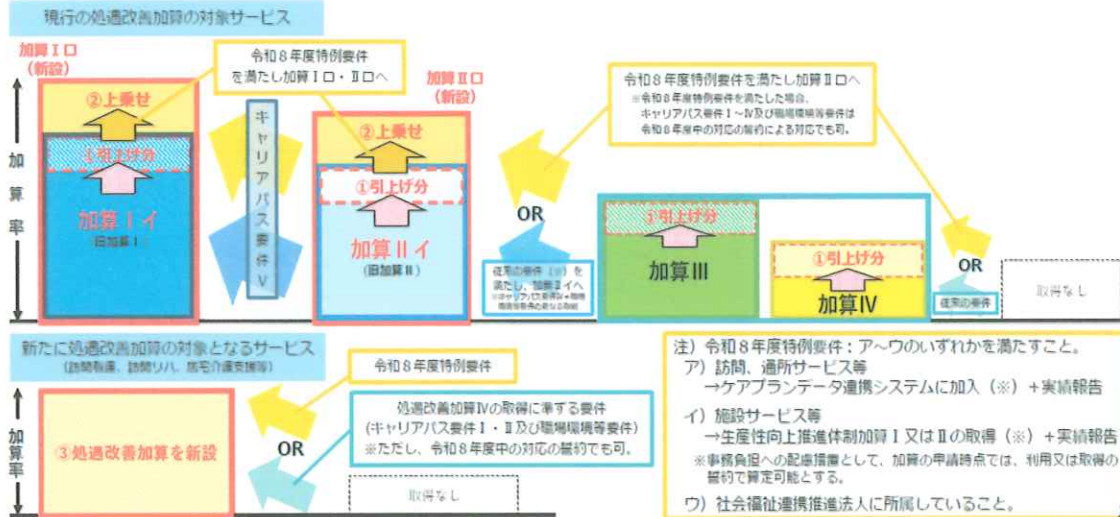 現行の処遇改善加算の対象サービス
加算Ⅰロ
(新設)
令和8年度特例要件
を満たし加算Ⅰロ・Ⅱロへ
加算Ⅱロ
(新設)
令和8年度特例要件を満たし加算Ⅱロへ
※令和8年度特例要件を満たした場合、
キャリアパス要件Ⅰ～Ⅳ及び職場環境等要件は
令和8年度中の対応の誓約による対応でも可。
加算率
②上乗せ
①引上げ分
加算Ⅰイ
(旧加算Ⅰ)
キャリアパス要件Ⅴ
②上乗せ
①引上げ分
加算Ⅱイ
(旧加算Ⅱ)
OR
従来の要件(※)を
満たし、加算Ⅱイへ
①引上げ分
加算Ⅲ
①引上げ分
加算Ⅳ
OR
従来の要件
取得なし
新たに処遇改善加算の対象となるサービス
(訪問看護、訪問リハ、居宅介護支援等)
加算率
③処遇改善加算を新設
令和8年度特例要件
OR
処遇改善加算Ⅳの取得に準ずる要件
(キャリアパス要件Ⅰ・Ⅱ及び職場環境等要件)
※ただし、令和8年度中の対応の誓約でも可。
取得なし
注)令和8年度特例要件:ア～ウのいずれかを満たすこと。
ア)訪問、通所サービス等
→ケアプランデータ連携システムに加入(※)+実績報告
イ)施設サービス等
→生産性向上推進体制加算Ⅰ又はⅡの取得(※)+実績報告
※事務負担への配慮措置として、加算の申請時点では、利用又は取得の
誓約で算定可能とする。
ウ)社会福祉連携推進法人に所属していること。